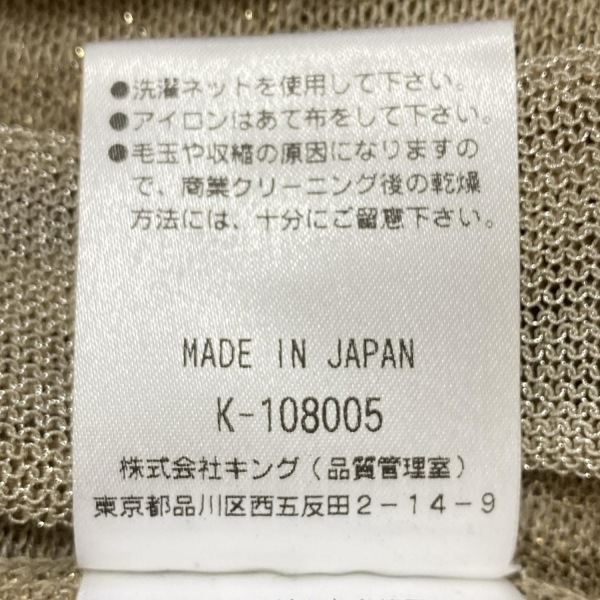 ●洗濯ネットを使用して下さい。
●アイロンはあて布をして下さい。
●毛玉や収縮の原因になりますの
で、商業クリーニング後の乾燥
方法には、十分にご留意下さい。
MADE IN JAPAN
K-108005
株式会社キング(品質管理室)
東京都品川区西五反田2-14-9